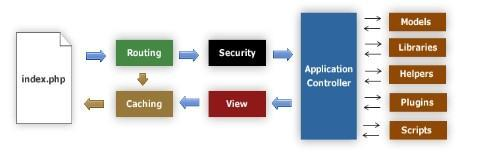 index.php
Routing
Security
Caching
View
Application
Controller
Models
Libraries
Helpers
Plugins
Scripts